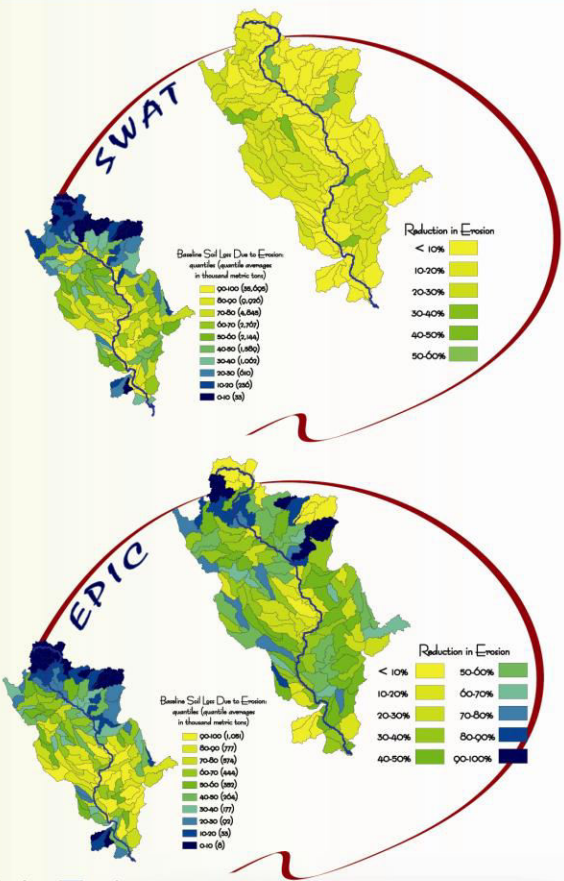 SWAT
Baseline Soil Loss Due to Erosion:
quantiles (quantile averages
in thousand metric tons)
90-100 (38,698)
80-90 (9,926)
70-80 (4,848)
60-70 (2,767)
50-60 (2,144)
40-50 (1,589)
30-40 (1,062)
20-30 (610)
10-20 (236)
0-10 (33)
Reduction in Erosion
< 10%
10-20%
20-30%
30-40%
40-50%
50-60%
EPIC
Baseline Soil Loss Due to Erosion:
quantiles (quantile averages
in thousand metric tons)
90-100 (1,051)
80-90 (777)
70-80 (574)
60-70 (444)
50-60 (352)
40-50 (264)
30-40 (177)
20-30 (92)
10-20 (33)
0-10 (8)
Reduction in Erosion
< 10% 50-60%
10-20% 60-70%
20-30% 70-80%
30-40% 80-90%
40-50% 90-100%